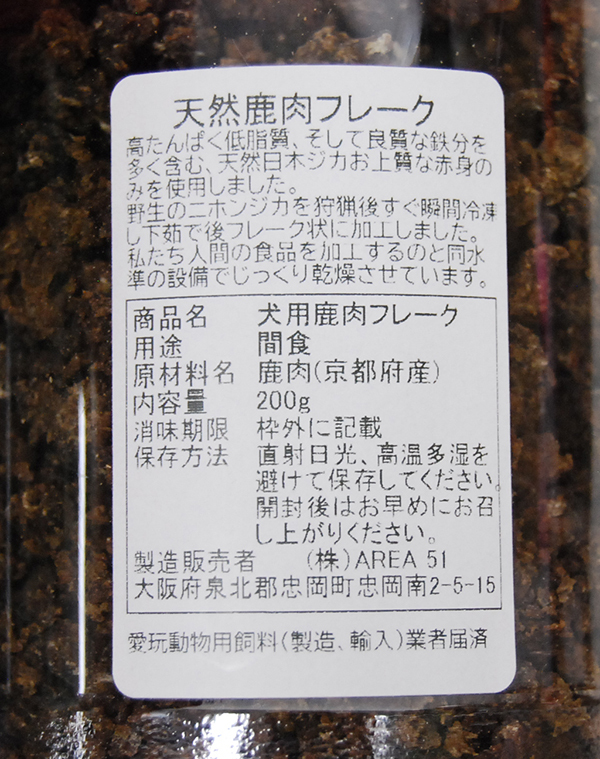 天然鹿肉フレーク
高たんぱく低脂質、そして良質な鉄分を
多く含む、天然日本ジカお上質な赤身の
みを使用しました。
野生のニホンジカを狩猟後すぐ瞬間冷凍
し下茹で後フレーク状に加工しました。
私たち人間の食品を加工するのと同水
準の設備でじっくり乾燥させています。
商品名 犬用鹿肉フレーク
用途 間食
原材料名 鹿肉(京都府産)
内容量 200g
消味期限 枠外に記載
保存方法 直射日光、高温多湿を
避けて保存してください。
開封後はお早めにお召
し上がりください。
製造販売者 (株)AREA 51
大阪府泉北郡忠岡町忠岡南2-5-15
愛玩動物用飼料(製造、輸入)業者届済